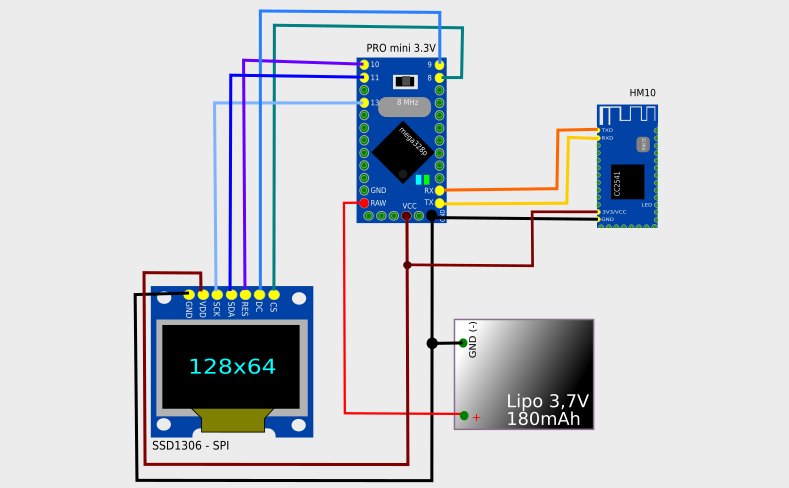 PRO mini 3.3V
10
9
11
8
13
8 MHz
mega328p
GND
RX
RAW
VCC
TX
GND
HM10
TXD
RXD
CC2541
LED
3V3/VCC
GND
GND
VDD
SCK
SDA
RES
DC
CS
128x64
SSD1306 - SPI
GND (-)
+
Lipo 3,7V
180mAh